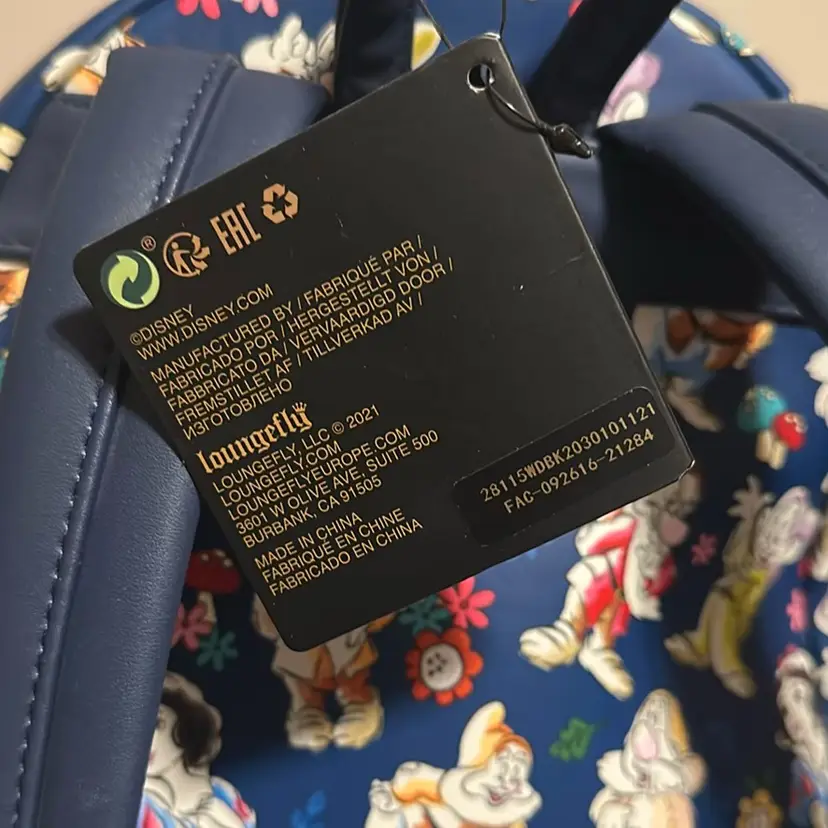 ®
EAC
©DISNEY
WWW.DISNEY.COM
MANUFACTURED BY / FABRIQUÉ PAR /
FABRICADO POR / HERGESTELLT VON /
FABBRICATO DA / VERVAARDIGD DOOR /
FREMSTILLET AF / TILLVERKAD AV /
ИЗГОТОВЛЕНО
loungefly
LOUNGEFLY, LLC © 2021
LOUNGEFLY.COM
LOUNGEFLYEUROPE.COM
3601 W OLIVE AVE, SUITE 500
BURBANK, CA 91505
MADE IN CHINA
FABRIQUÉ EN CHINE
FABRICADO EN CHINA
28115WDBK2030101121
FAC-092616-21284